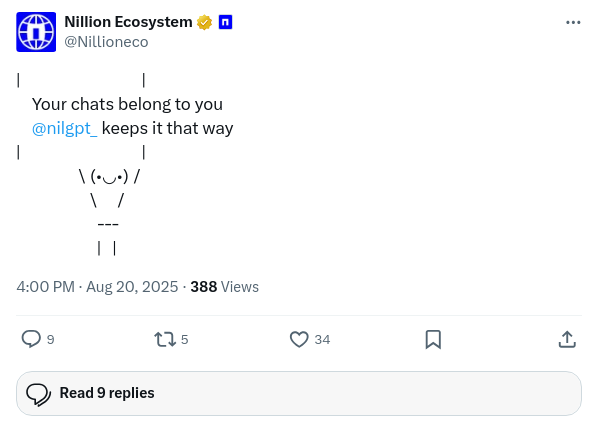 Nillion Ecosystem
@Nillioneco
|                              |
Your chats belong to you
@nilgpt_ keeps it that way
|                              |
\ (•◡•) /
\     /
---
|  |
4:00 PM · Aug 20, 2025 · 388 Views
9 5 34
Read 9 replies